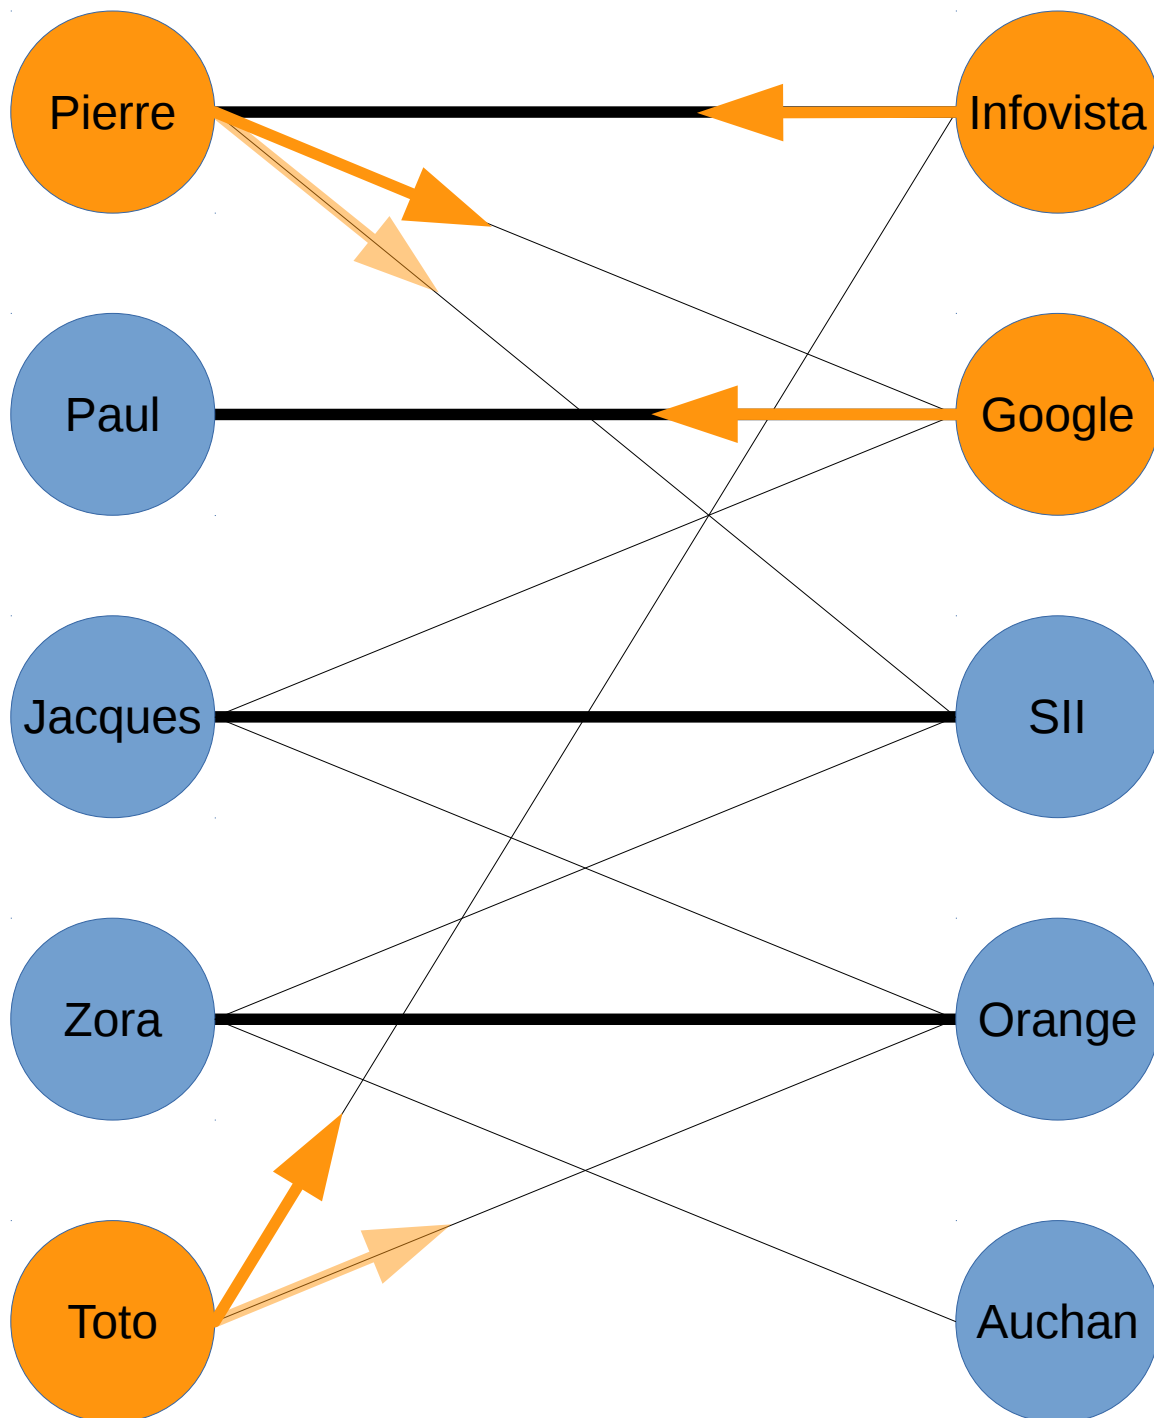 Pierre
Infovista
Paul
Google
Jacques
SII
Zora
Orange
Toto
Auchan